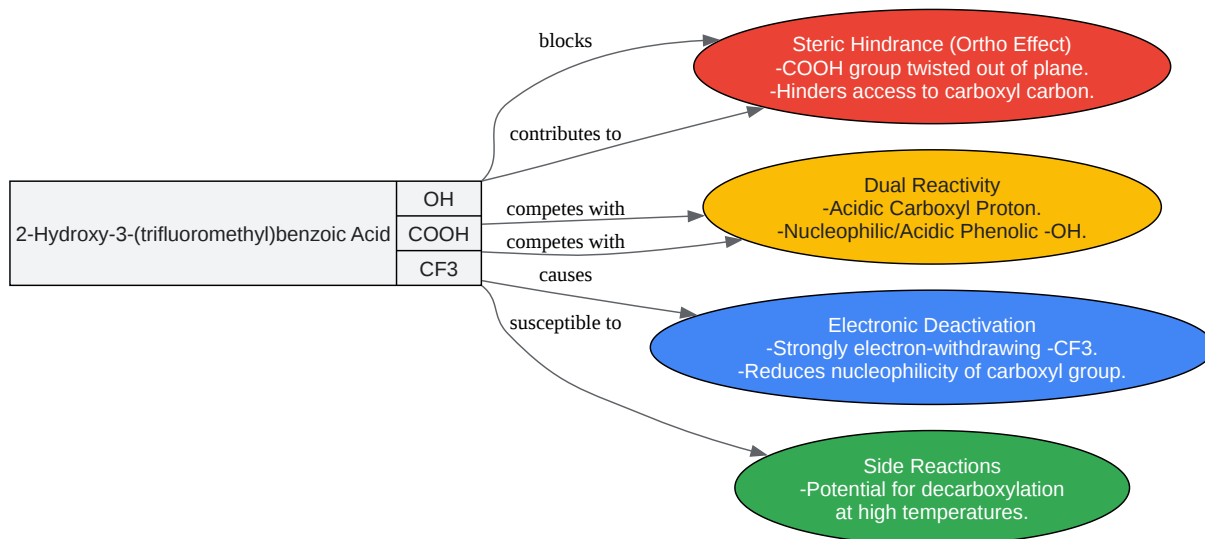 blocks
Steric Hindrance (Ortho Effect)
-COOH group twisted out of plane.
-Hinders access to carboxyl carbon.
contributes to
2-Hydroxy-3-(trifluoromethyl)benzoic Acid
OH
COOH
CF3
competes with
Dual Reactivity
-Acidic Carboxyl Proton.
-Nucleophilic/Acidic Phenolic -OH.
competes with
causes
Electronic Deactivation
-Strongly electron-withdrawing -CF3.
-Reduces nucleophilicity of carboxyl group.
susceptible to
Side Reactions
-Potential for decarboxylation
at high temperatures.